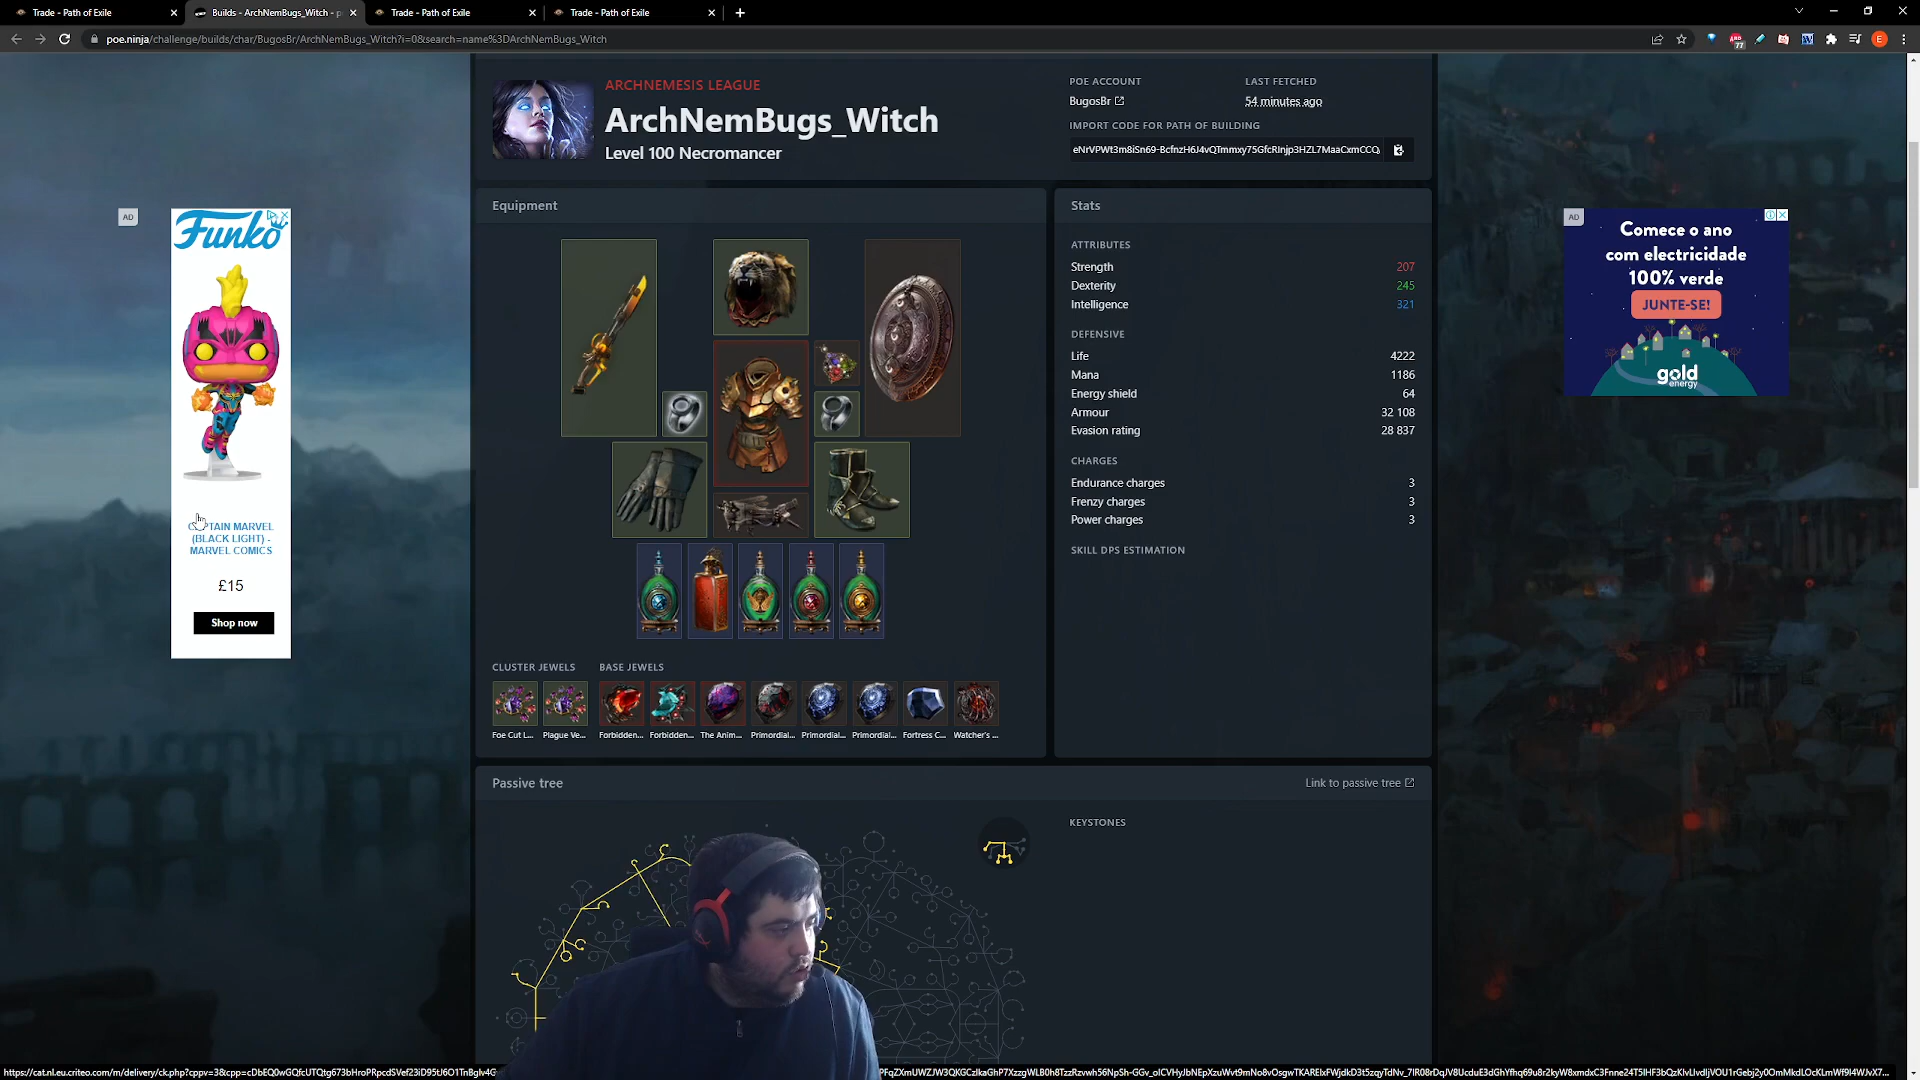 Trade - Path of Exile
Builds - ArchNemBugs_Witch - p
Trade - Path of Exile
Trade - Path of Exile
poe.ninja/challenge/builds/char/BugosBr/ArchNemBugs_Witch?i=0&search=name%3DArchNemBugs_Witch
77
E
ARCHNEMESIS LEAGUE
ArchNemBugs_Witch
Level 100 Necromancer
POE ACCOUNT
BugosBr
LAST FETCHED
54 minutes ago
IMPORT CODE FOR PATH OF BUILDING
Equipment
Stats
ATTRIBUTES
Strength 207
Dexterity 245
Intelligence 321
DEFENSIVE
Life 4222
Mana 1186
Energy shield 64
Armour 32 108
Evasion rating 28 837
CHARGES
Endurance charges 3
Frenzy charges 3
Power charges 3
SKILL DPS ESTIMATION
CLUSTER JEWELS
BASE JEWELS
Foe Cut L...
Plague Ve...
Forbidden...
Forbidden...
The Anim...
Primordial...
Primordial...
Primordial...
Fortress C...
Watcher's ...
Passive tree
Link to passive tree
KEYSTONES
AD
Funko
CAPTAIN MARVEL
(BLACK LIGHT) -
MARVEL COMICS
£15
Shop now
AD
Comece o ano
com electricidade
100% verde
JUNTE-SE!
gold
energy